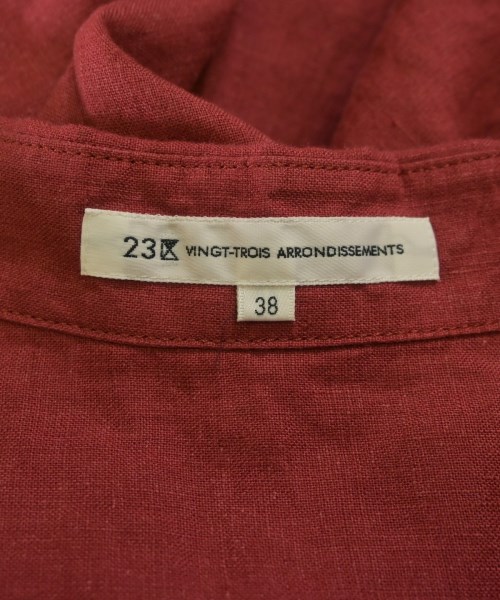 23区 VINGT-TROIS ARRONDISSEMENTS
38